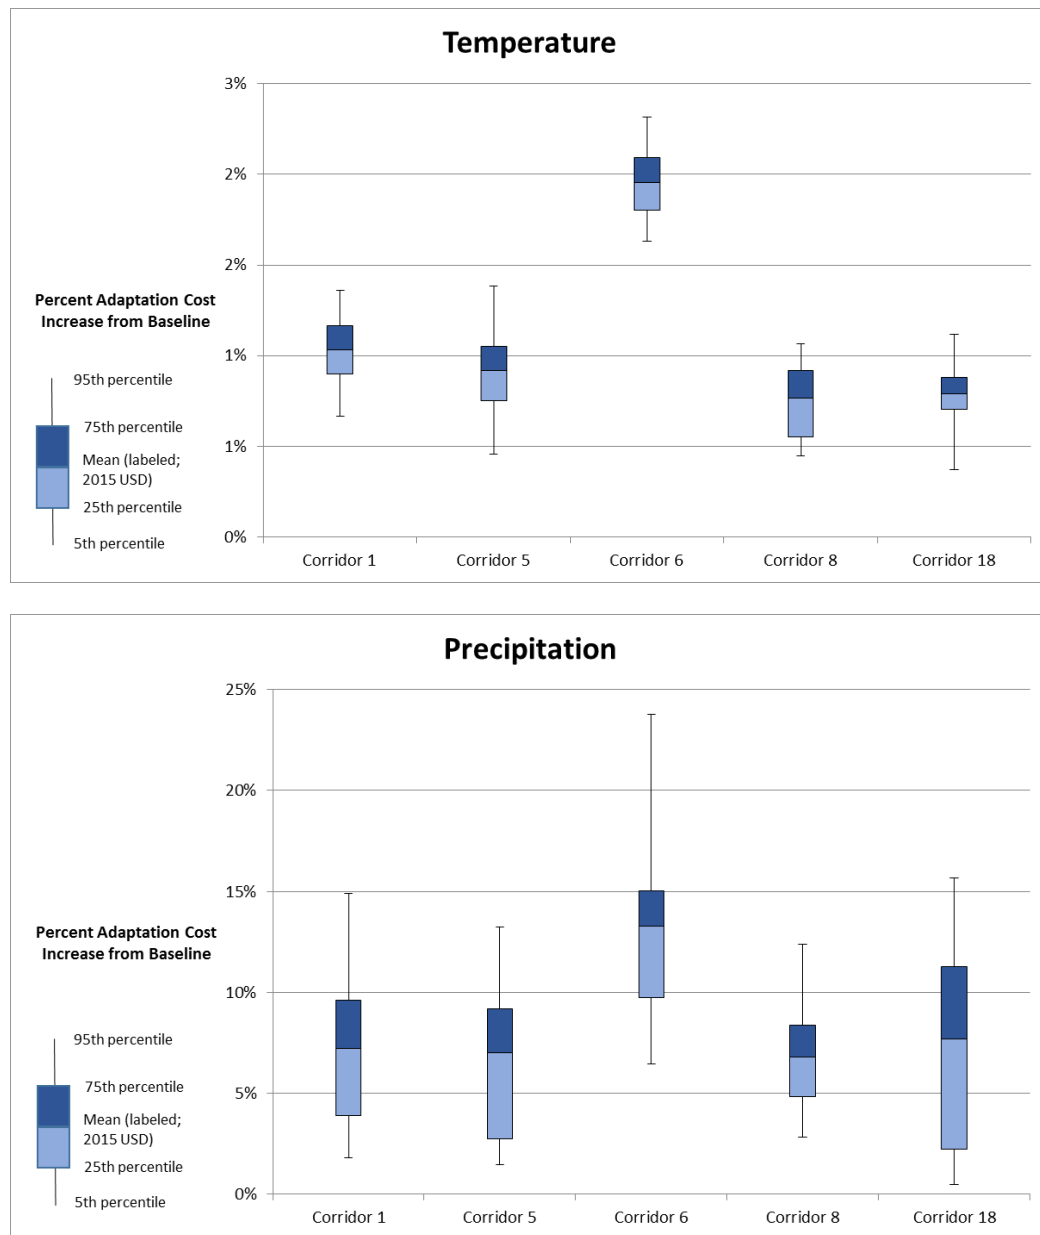 Temperature
3%
2%
2%
1%
1%
0%
Percent Adaptation Cost
Increase from Baseline
95th percentile
75th percentile
Mean (labeled;
2015 USD)
25th percentile
5th percentile
Corridor 1
Corridor 5
Corridor 6
Corridor 8
Corridor 18
Precipitation
25%
20%
15%
10%
5%
0%
Percent Adaptation Cost
Increase from Baseline
95th percentile
75th percentile
Mean (labeled;
2015 USD)
25th percentile
5th percentile
Corridor 1
Corridor 5
Corridor 6
Corridor 8
Corridor 18